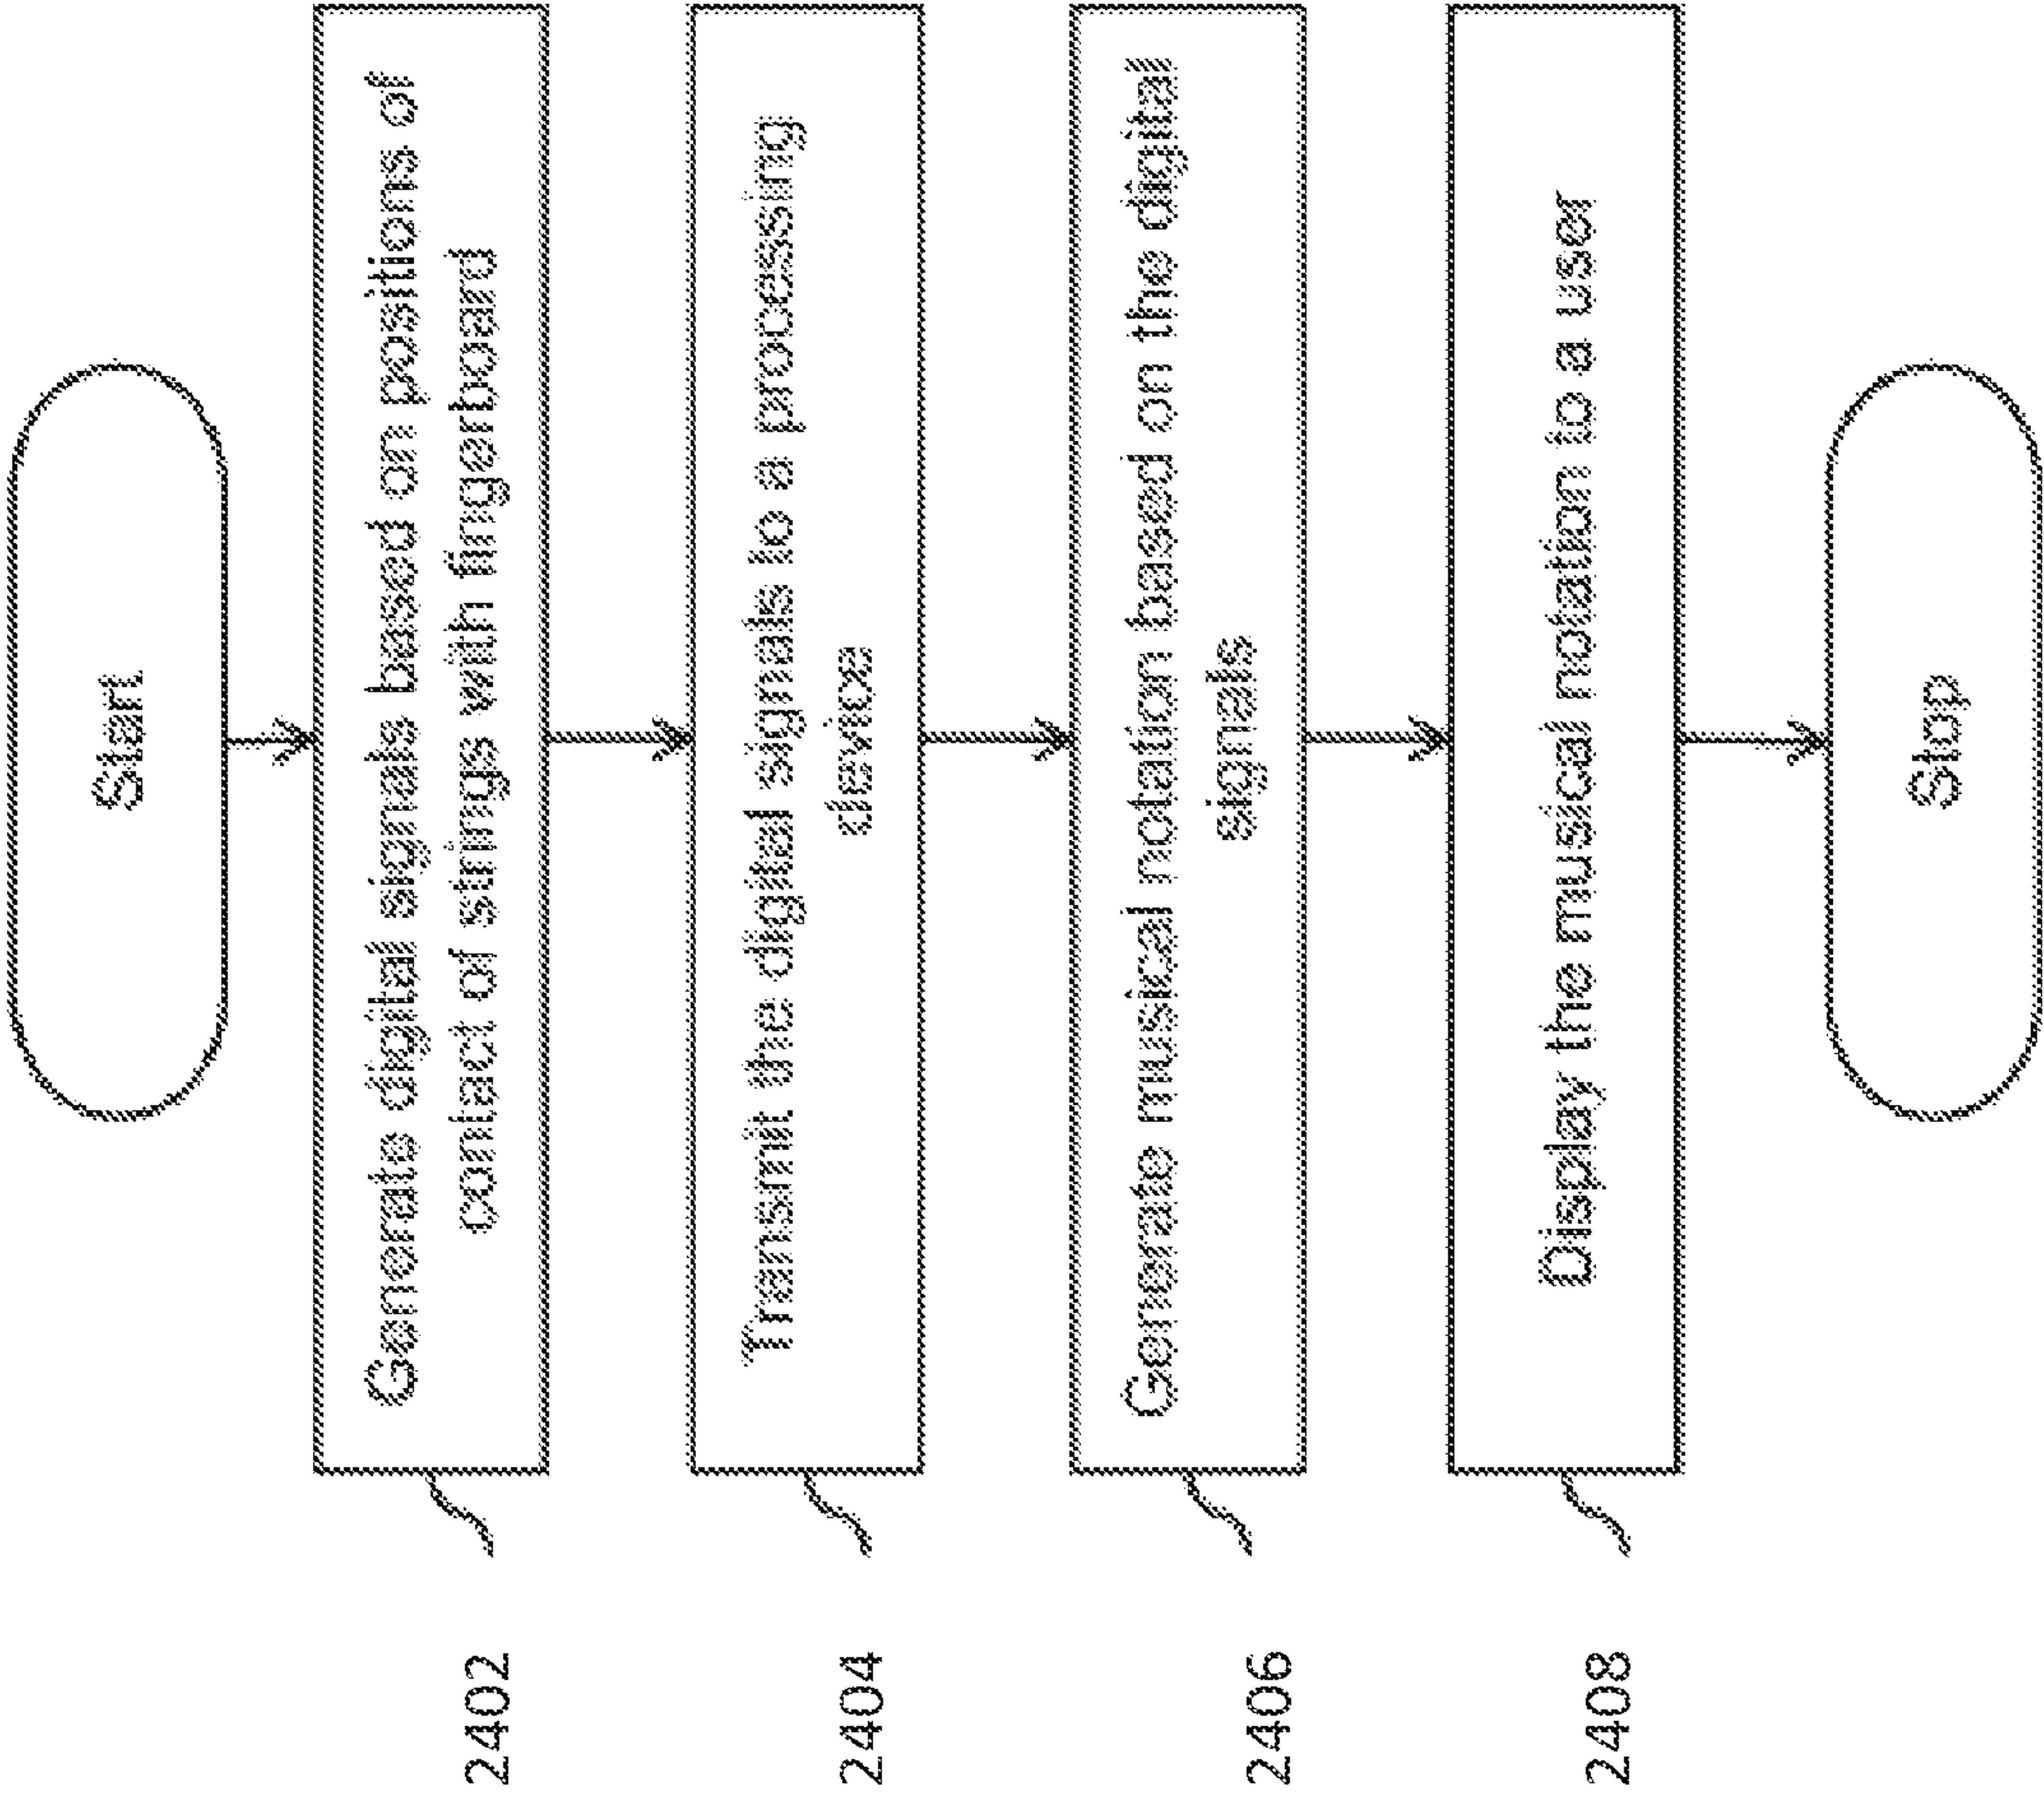 Start
Generate digital signals based on positions of
contact of strings with fingerboard
2402
Transmit the digital signals to a processing
device
2404
Generate musical notation based on the digital
signals
2406
Display the musical notation to a user
2408
Stop